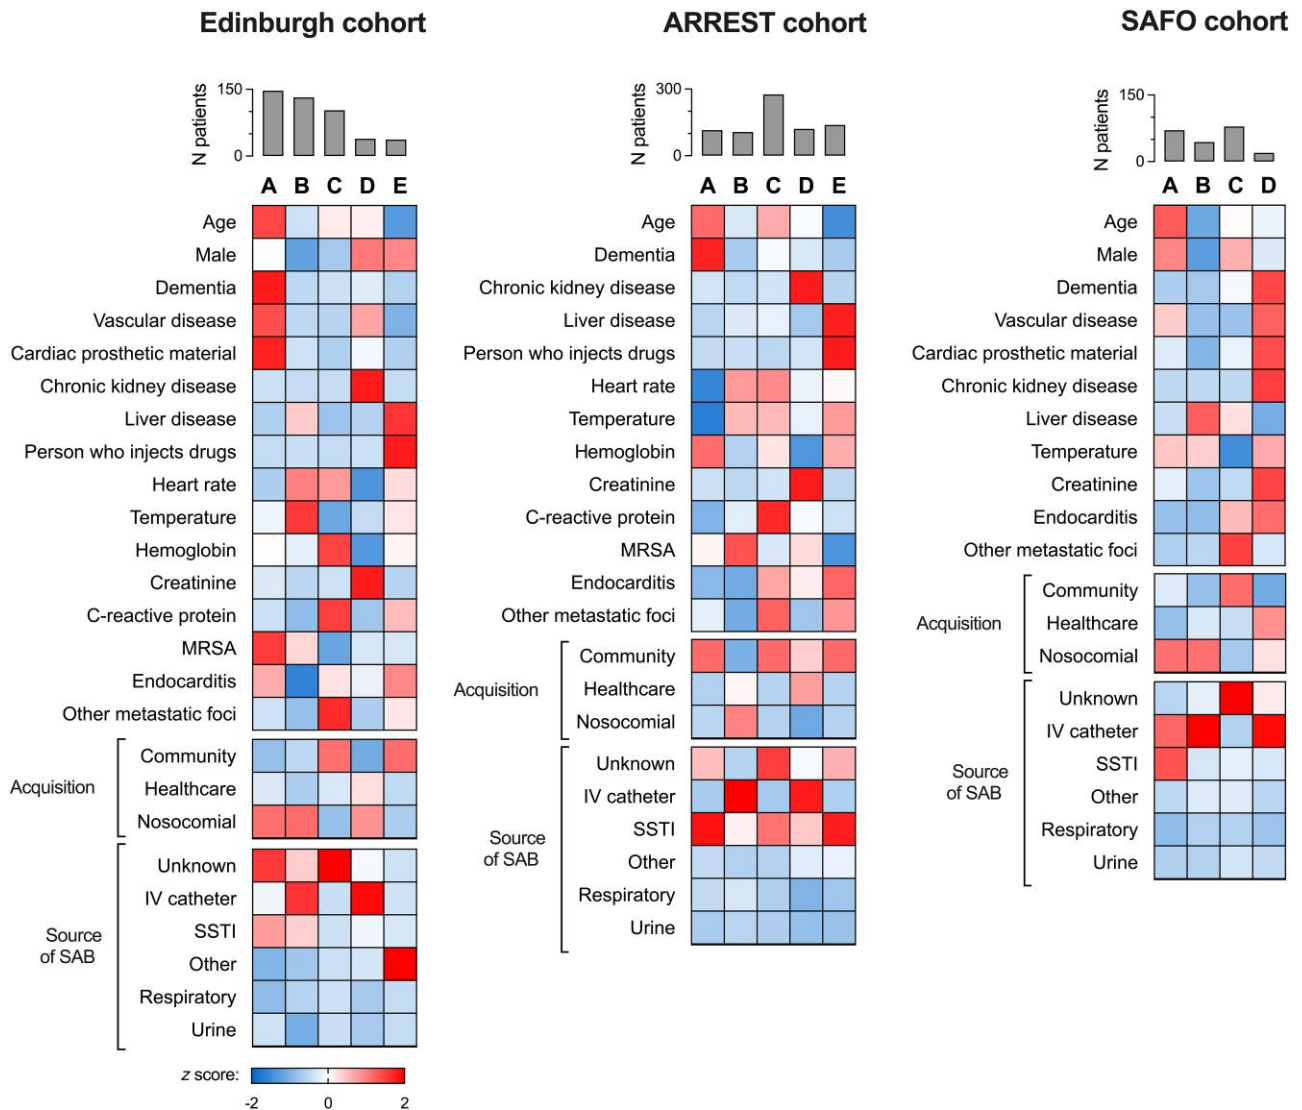 Edinburgh cohort
N patients
150
0
A B C D E
Age
Male
Dementia
Vascular disease
Cardiac prosthetic material
Chronic kidney disease
Liver disease
Person who injects drugs
Heart rate
Temperature
Hemoglobin
Creatinine
C-reactive protein
MRSA
Endocarditis
Other metastatic foci
Acquisition
Community
Healthcare
Nosocomial
Source
of SAB
Unknown
IV catheter
SSTI
Other
Respiratory
Urine
z score:
-2 0 2
ARREST cohort
N patients
300
0
A B C D E
Age
Dementia
Chronic kidney disease
Liver disease
Person who injects drugs
Heart rate
Temperature
Hemoglobin
Creatinine
C-reactive protein
MRSA
Endocarditis
Other metastatic foci
Acquisition
Community
Healthcare
Nosocomial
Source
of SAB
Unknown
IV catheter
SSTI
Other
Respiratory
Urine
SAFO cohort
N patients
150
0
A B C D
Age
Male
Dementia
Vascular disease
Cardiac prosthetic material
Chronic kidney disease
Liver disease
Temperature
Creatinine
Endocarditis
Other metastatic foci
Acquisition
Community
Healthcare
Nosocomial
Source
of SAB
Unknown
IV catheter
SSTI
Other
Respiratory
Urine